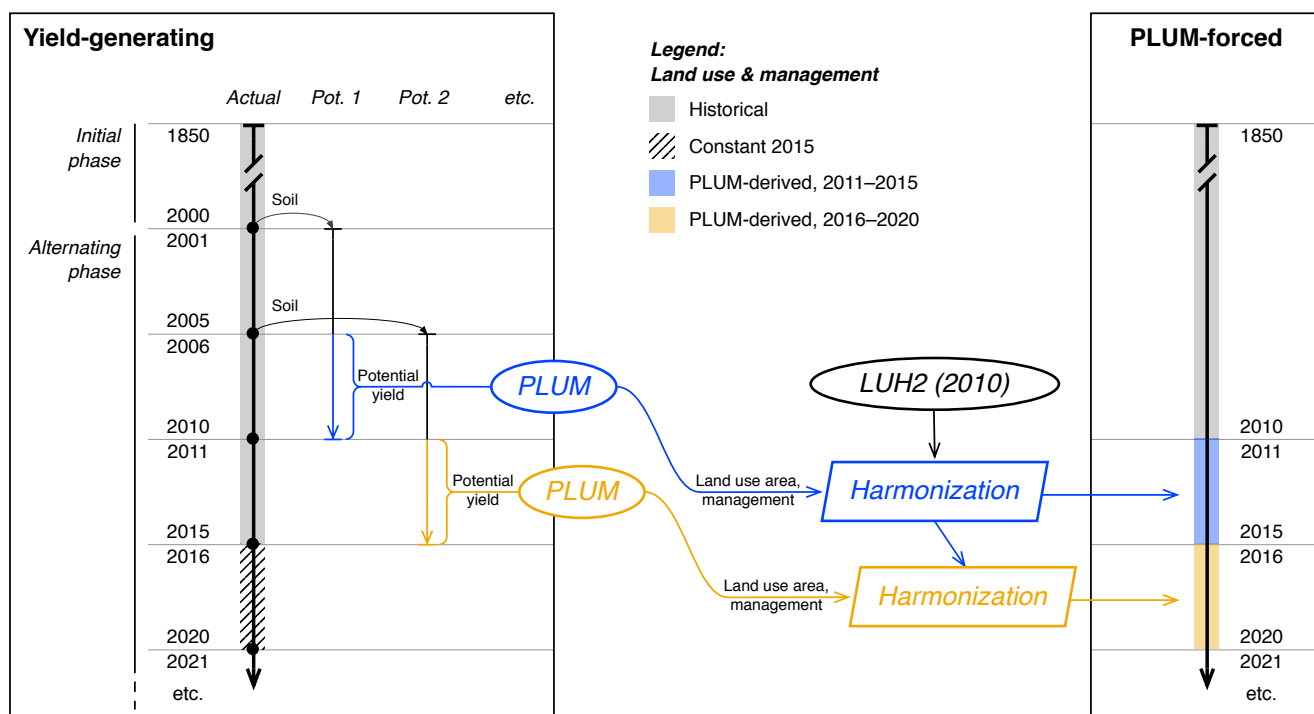 Yield-generating
Actual Pot. 1 Pot. 2 etc.
Initial
phase
Alternating
phase
1850
2000
2001
2005
2006
2010
2011
2015
2016
2020
2021
etc.
Soil
Soil
Potential
yield
Potential
yield
PLUM
PLUM
Legend:
Land use & management
Historical
Constant 2015
PLUM-derived, 2011–2015
PLUM-derived, 2016–2020
LUH2 (2010)
Land use area,
management
Harmonization
Land use area,
management
Harmonization
PLUM-forced
1850
2010
2011
2015
2016
2020
2021
etc.